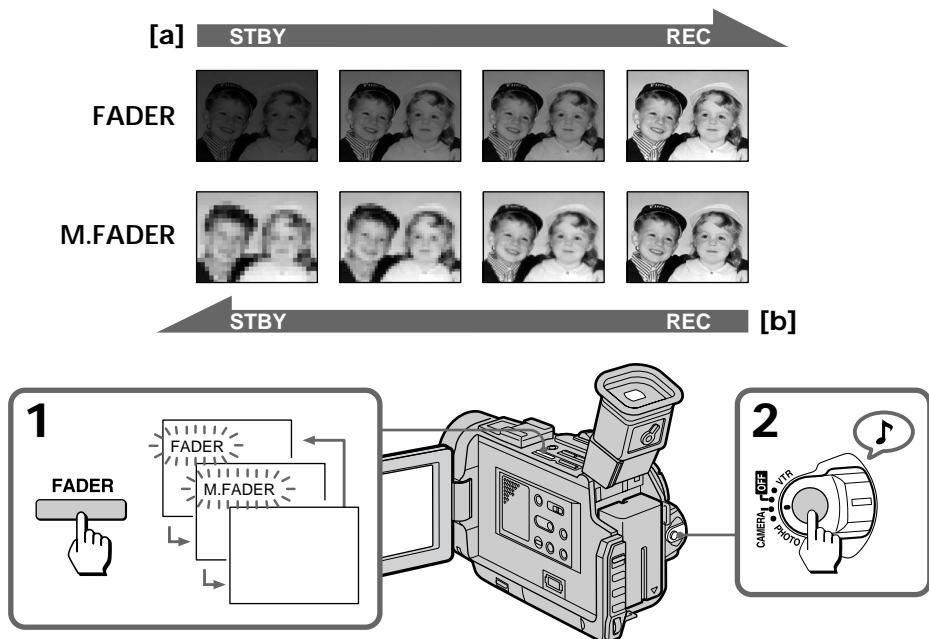 [a] STBY REC
FADER
M.FADER
STBY REC [b]
1
FADER
FADER
M.FADER
2
VTR
OFF
CAMERA
PHOTO